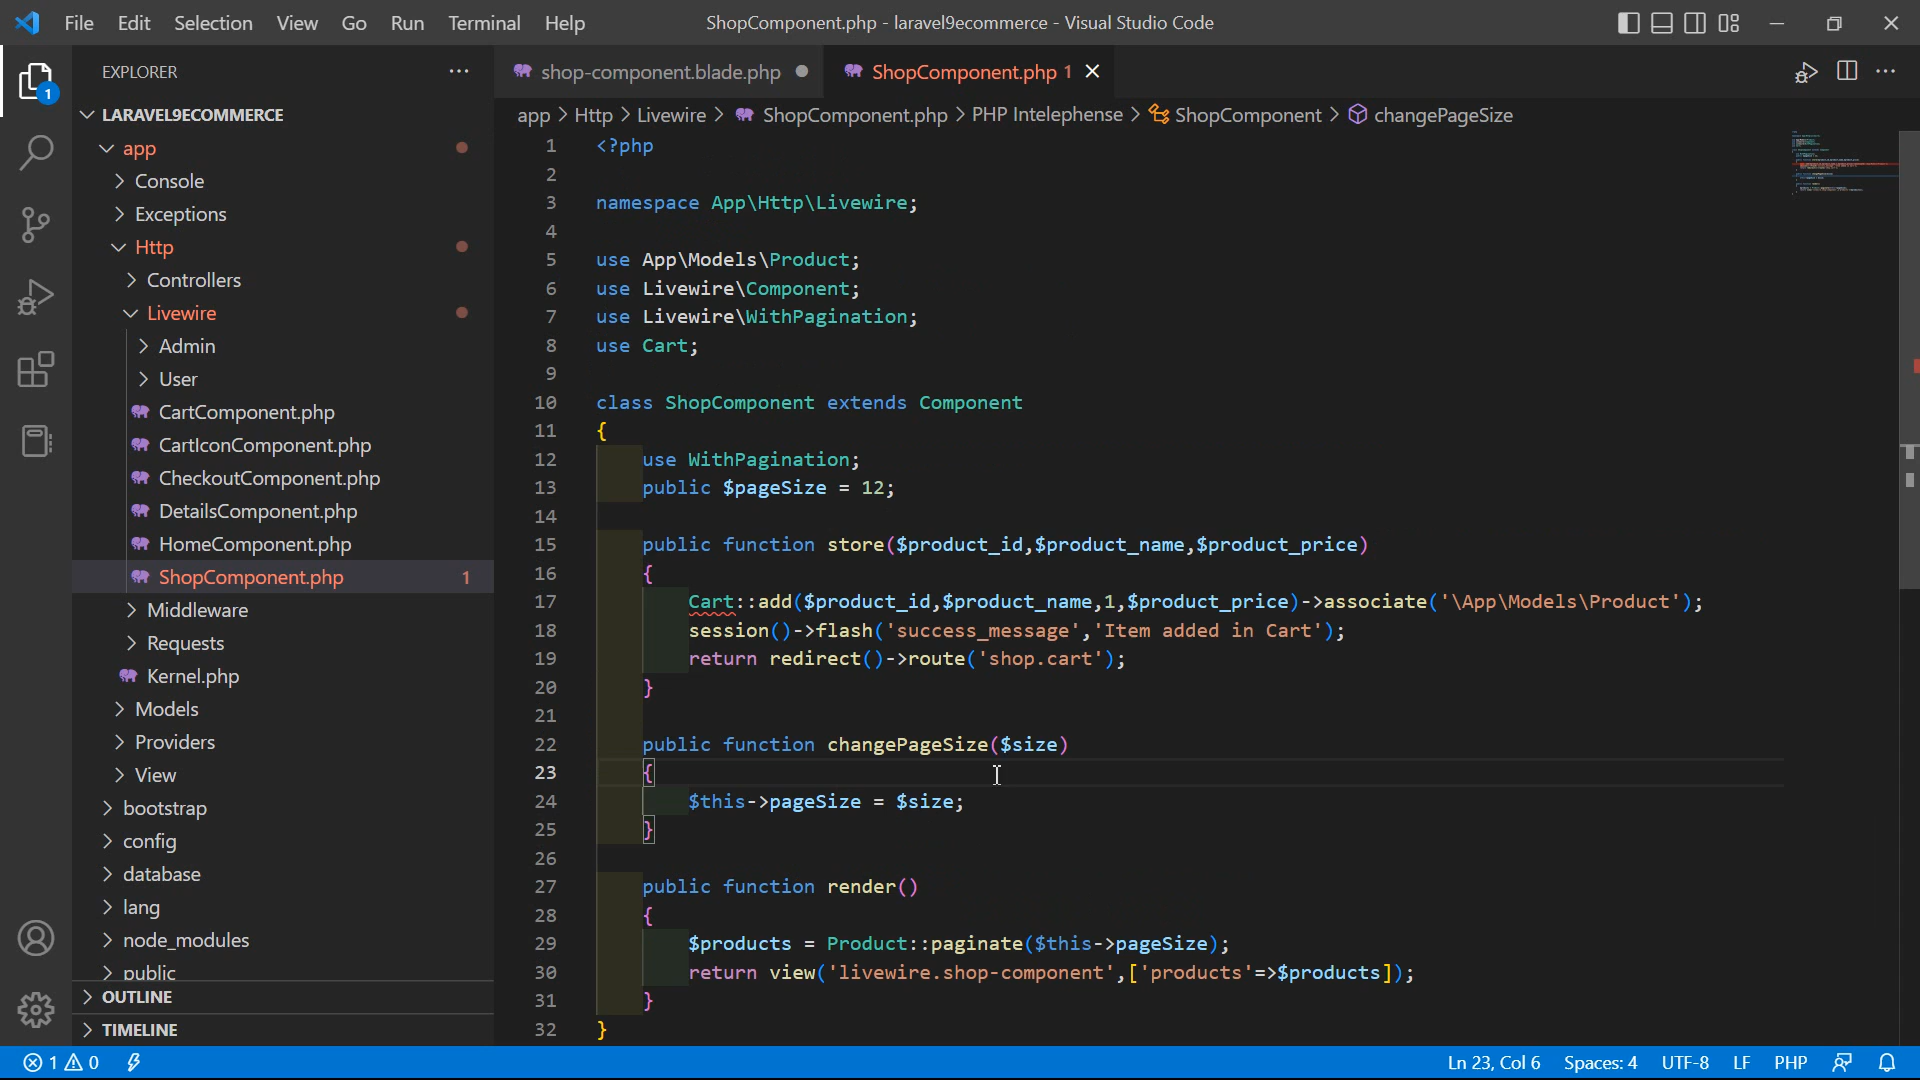 File Edit Selection View Go Run Terminal Help
ShopComponent.php - laravel9ecommerce - Visual Studio Code
EXPLORER
shop-component.blade.php
ShopComponent.php 1
1
LARAVEL9ECOMMERCE
app
Console
Exceptions
Http
Controllers
Livewire
Admin
User
CartComponent.php
CartIconComponent.php
CheckoutComponent.php
DetailsComponent.php
HomeComponent.php
ShopComponent.php 1
Middleware
Requests
Kernel.php
Models
Providers
View
bootstrap
config
database
lang
node_modules
public
OUTLINE
TIMELINE
app > Http > Livewire > ShopComponent.php > PHP Intelephense > ShopComponent > changePageSize
1 <?php
2
3 namespace App\Http\Livewire;
4
5 use App\Models\Product;
6 use Livewire\Component;
7 use Livewire\WithPagination;
8 use Cart;
9
10 class ShopComponent extends Component
11 {
12 use WithPagination;
13 public $pageSize = 12;
14
15 public function store($product_id,$product_name,$product_price)
16 {
17 Cart::add($product_id,$product_name,1,$product_price)->associate('\App\Models\Product');
18 session()->flash('success_message','Item added in Cart');
19 return redirect()->route('shop.cart');
20 }
21
22 public function changePageSize($size)
23 {
24 $this->pageSize = $size;
25 }
26
27 public function render()
28 {
29 $products = Product::paginate($this->pageSize);
30 return view('livewire.shop-component',['products'=>$products]);
31 }
32 }
1 0
Ln 23, Col 6 Spaces: 4 UTF-8 LF PHP